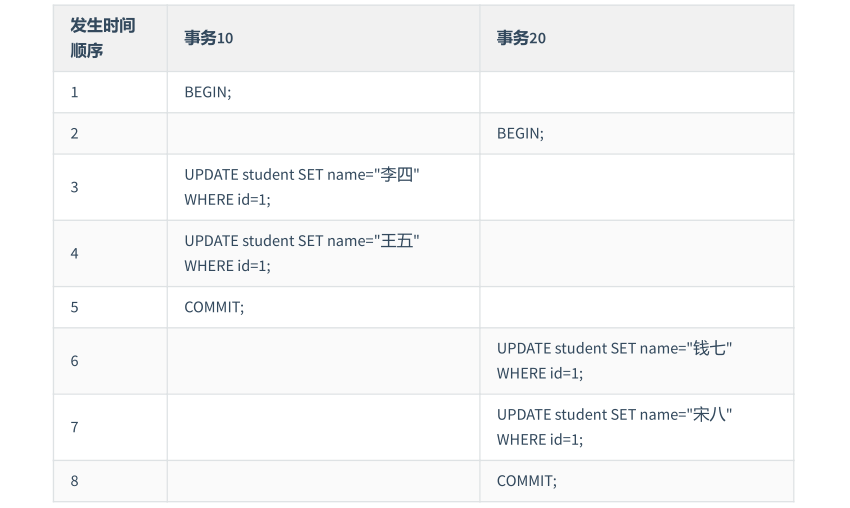 发生时间
顺序
事务10
事务20
1
BEGIN;
2
BEGIN;
3
UPDATE student SET name="李四"
WHERE id=1;
4
UPDATE student SET name="王五"
WHERE id=1;
5
COMMIT;
6
UPDATE student SET name="钱七"
WHERE id=1;
7
UPDATE student SET name="宋八"
WHERE id=1;
8
COMMIT;